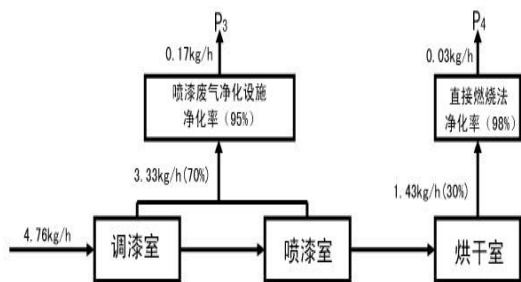 P3
P4
0.17kg/h
0.03kg/h
喷漆废气净化设施
净化率（95%）
直接燃烧法
净化率（98%）
3.33kg/h(70%)
1.43kg/h(30%)
4.76kg/h
调漆室
喷漆室
烘干室